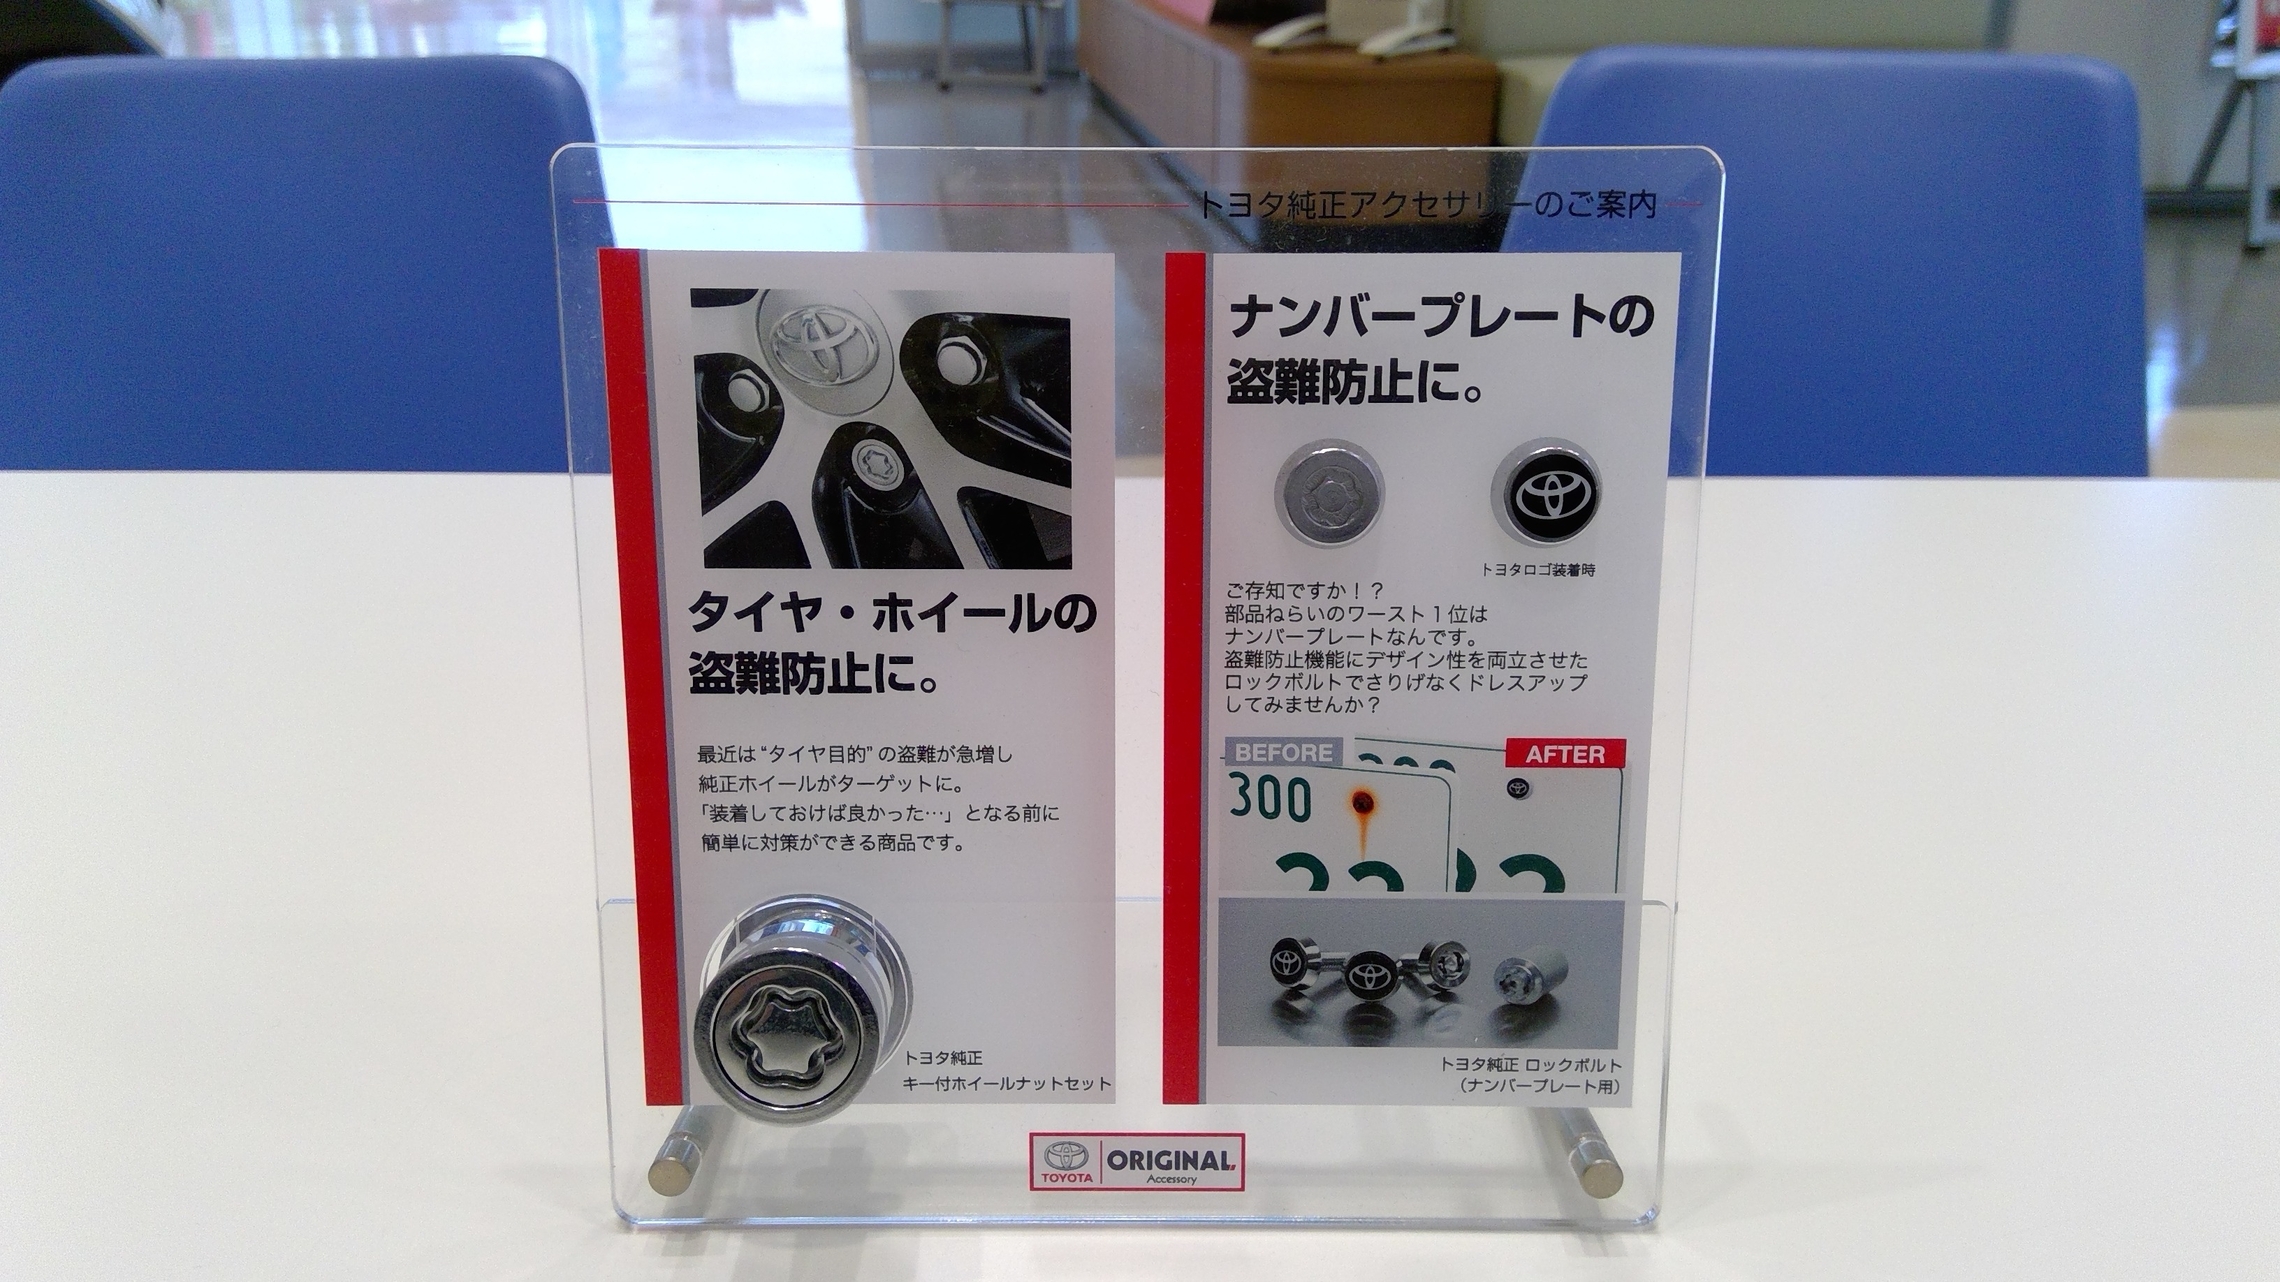 トヨタ純正アクセサリーのご案内
タイヤ・ホイールの
盗難防止に。
最近は“タイヤ目的”の盗難が急増し
純正ホイールがターゲットに。
「装着しておけば良かった…」となる前に
簡単に対策ができる商品です。
トヨタ純正
キー付ホイールナットセット
ナンバープレートの
盗難防止に。
トヨタロゴ装着時
ご存知ですか！？
部品ねらいのワースト1位は
ナンバープレートなんです。
盗難防止機能にデザイン性を両立させた
ロックボルトでさりげなくドレスアップ
してみませんか？
BEFORE
AFTER
300
トヨタ純正 ロックボルト
（ナンバープレート用）
TOYOTA
ORIGINAL
Accessory